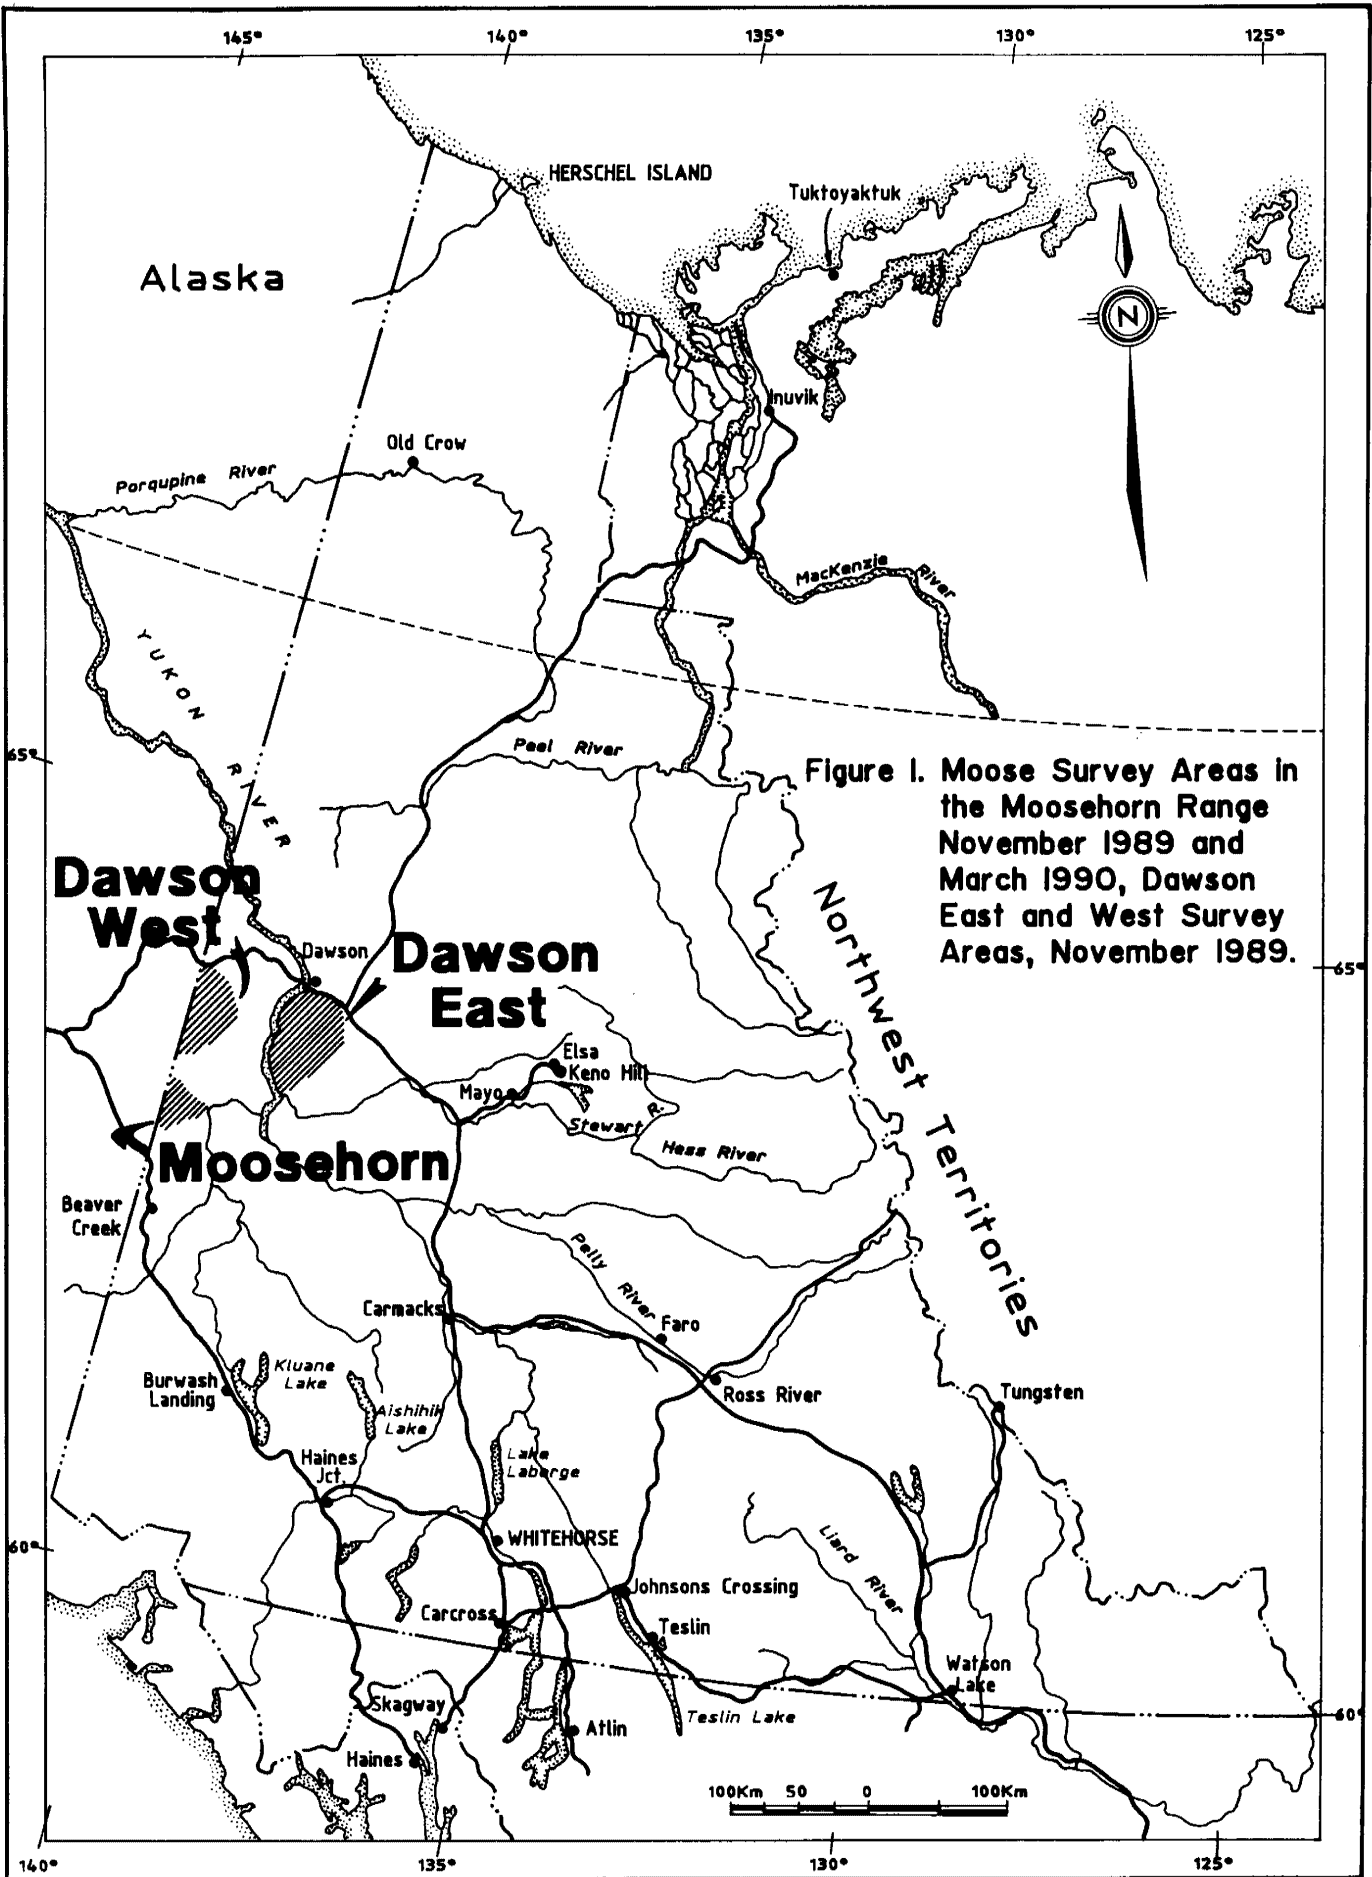 145° 140° 135° 130° 125°
HERSCHEL ISLAND
Tuktoyaktuk
Alaska
N
Inuvik
Old Crow
Porqupine River
MacKenzie River
YUKON RIVER
Peel River
65°
Figure 1. Moose Survey Areas in
the Moosehorn Range
November 1989 and
March 1990, Dawson
East and West Survey
Areas, November 1989.
Dawson
West
Dawson
Dawson
East
65°
Northwest Territories
Elsa
Keno Hill
Mayo
Stewart R.
Hess River
Moosehorn
Beaver
Creek
Pelly River
Carmacks
Faro
Kluane
Lake
Burwash
Landing
Ross River
Tungsten
Aishihik
Lake
Haines
Jct.
Lake
Laberge
Liard River
60°
WHITEHORSE
Johnsons Crossing
Carcross
Teslin
Watson
Lake
Skagway
Teslin Lake
60°
Atlin
Haines
100Km 50 0 100Km
140° 135° 130° 125°